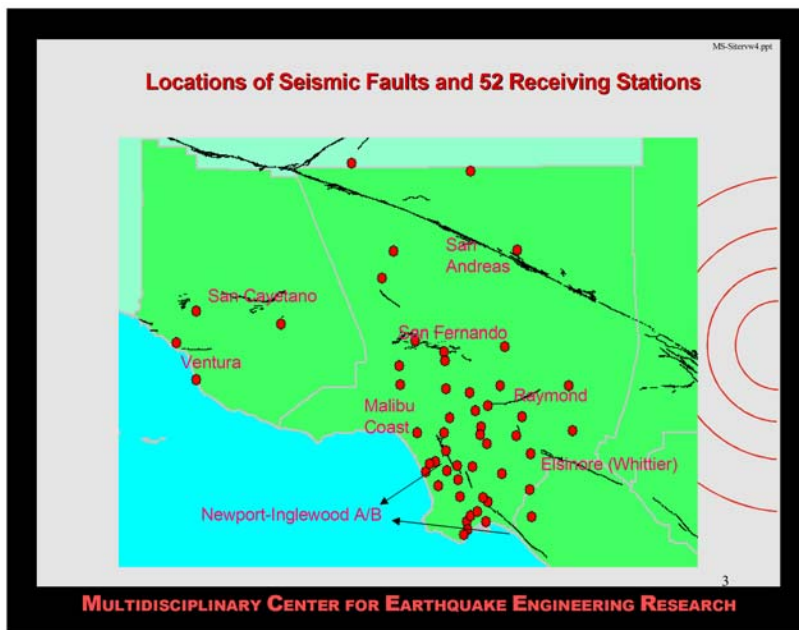 MS-Sitervw4.ppt
Locations of Seismic Faults and 52 Receiving Stations
San
Andreas
San Cayetano
San Fernando
Ventura
Malibu
Coast
Raymond
Elsinore (Whittier)
Newport-Inglewood A/B
3
MULTIDISCIPLINARY CENTER FOR EARTHQUAKE ENGINEERING RESEARCH